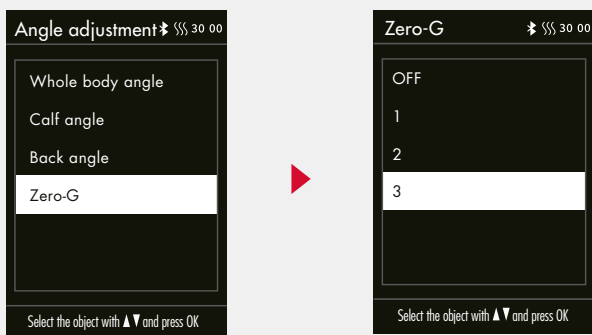 Angle adjustment 30 00
Whole body angle
Calf angle
Back angle
Zero-G
Select the object with ▲▼ and press OK
Zero-G 30 00
OFF
1
2
3
Select the object with ▲▼ and press OK